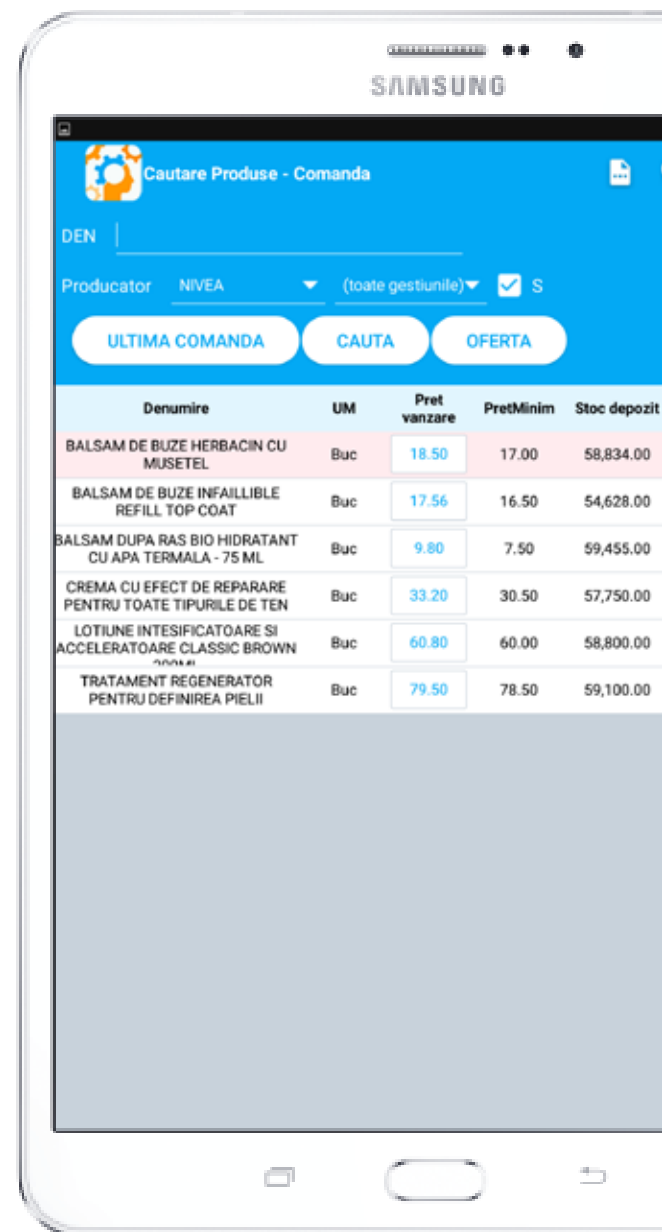 SAMSUNG
Cautare Produse - Comanda
DEN
Producator NIVEA (toate gestiunile) S
ULTIMA COMANDA CAUTA OFERTA
Denumire UM Pret vanzare PretMinim Stoc depozit
BALSAM DE BUZE HERBACIN CU
MUSETEL Buc 18.50 17.00 58,834.00
BALSAM DE BUZE INFAILLIBLE
REFILL TOP COAT Buc 17.56 16.50 54,628.00
BALSAM DUPA RAS BIO HIDRATANT
CU APA TERMALA - 75 ML Buc 9.80 7.50 59,455.00
CREMA CU EFECT DE REPARARE
PENTRU TOATE TIPURILE DE TEN Buc 33.20 30.50 57,750.00
LOTIUNE INTESIFICATOARE SI
ACCELERATOARE CLASSIC BROWN Buc 60.80 60.00 58,800.00
TRATAMENT REGENERATOR
PENTRU DEFINIREA PIELII Buc 79.50 78.50 59,100.00